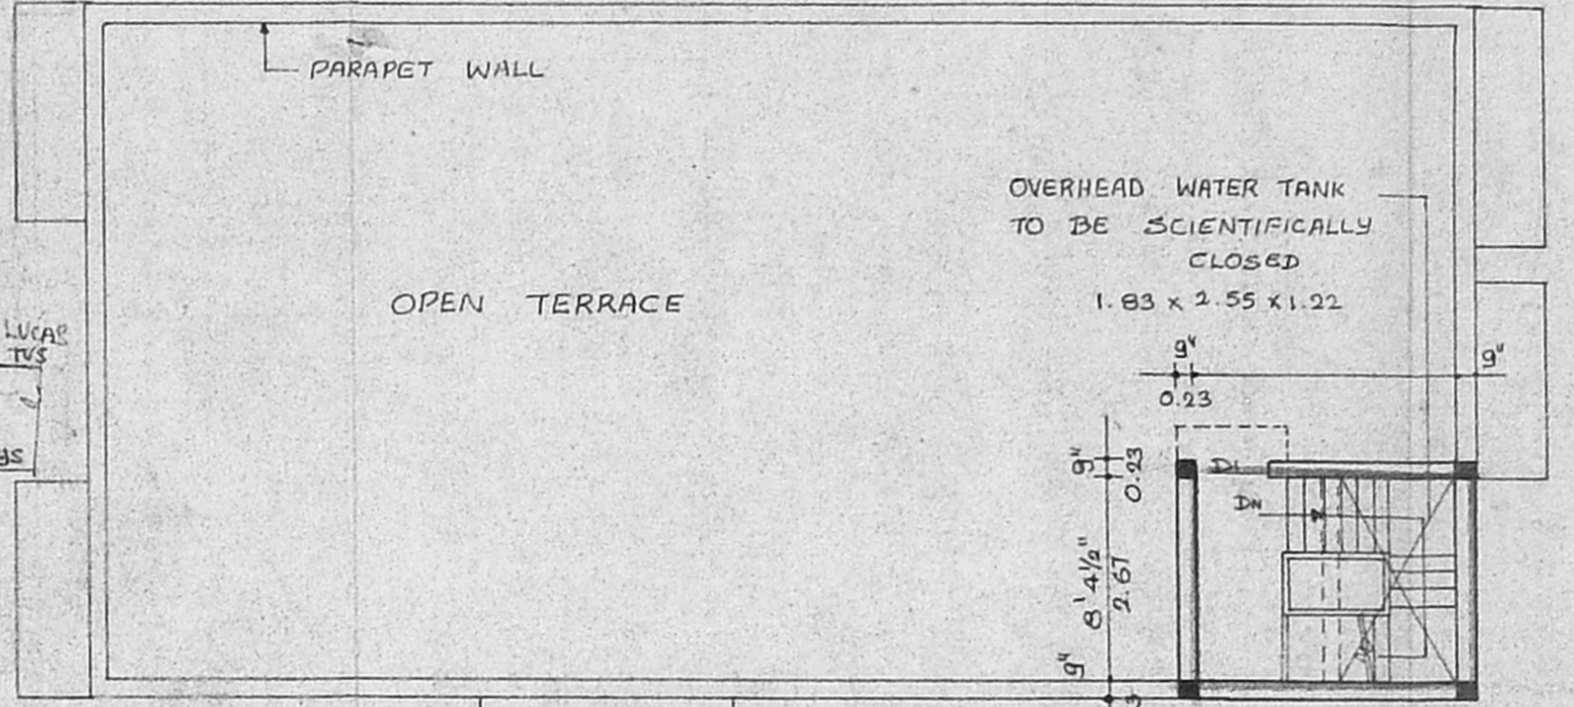 PARAPET WALL
OVERHEAD WATER TANK
TO BE SCIENTIFICALLY
CLOSED
1.83 x 2.55 x 1.22
OPEN TERRACE
LUCAS
TVS
9"
9"
0.23
9"
0.23
D1
DN
8' 4½"
2.67
9"